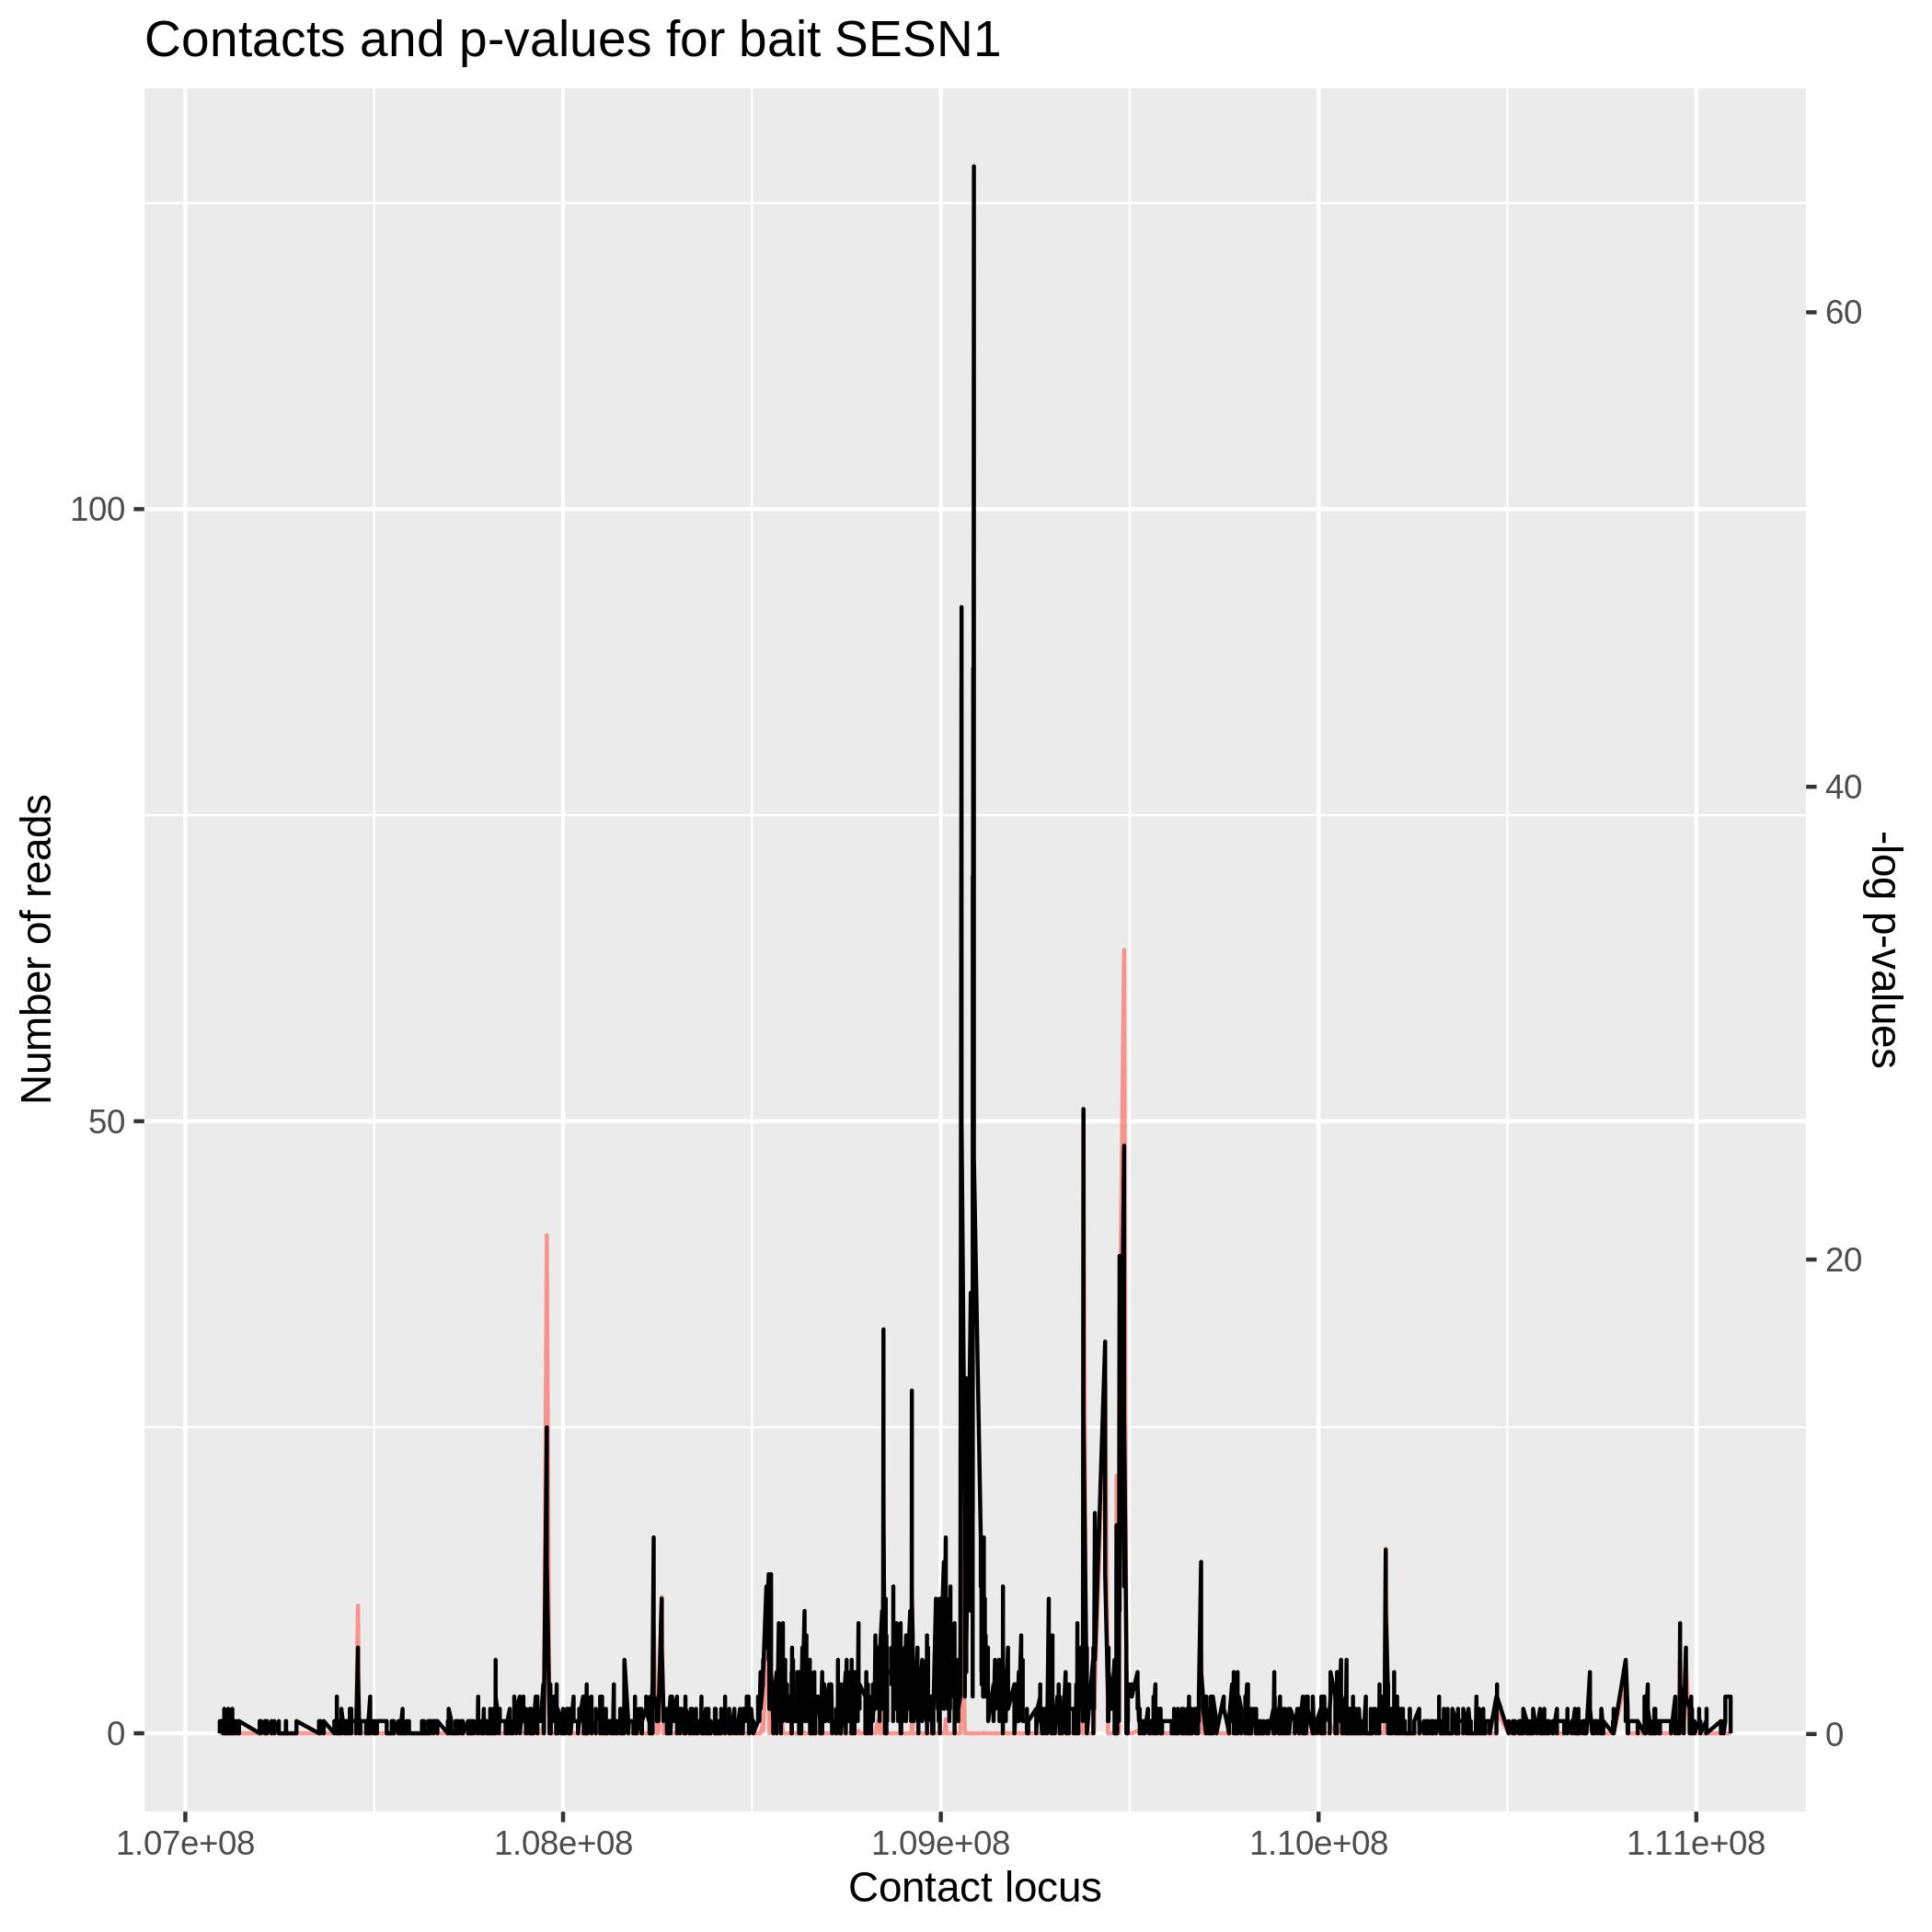 Contacts and p-values for bait SESN1
Number of reads
100
50
0
60
40
20
0
-log p-values
1.07e+08
1.08e+08
1.09e+08
1.10e+08
1.11e+08
Contact locus